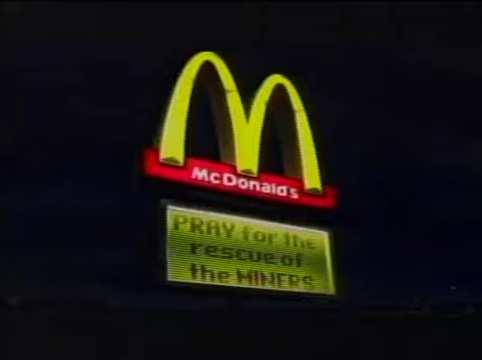 McDonald's
PRAY for the
rescue of
the MINERS